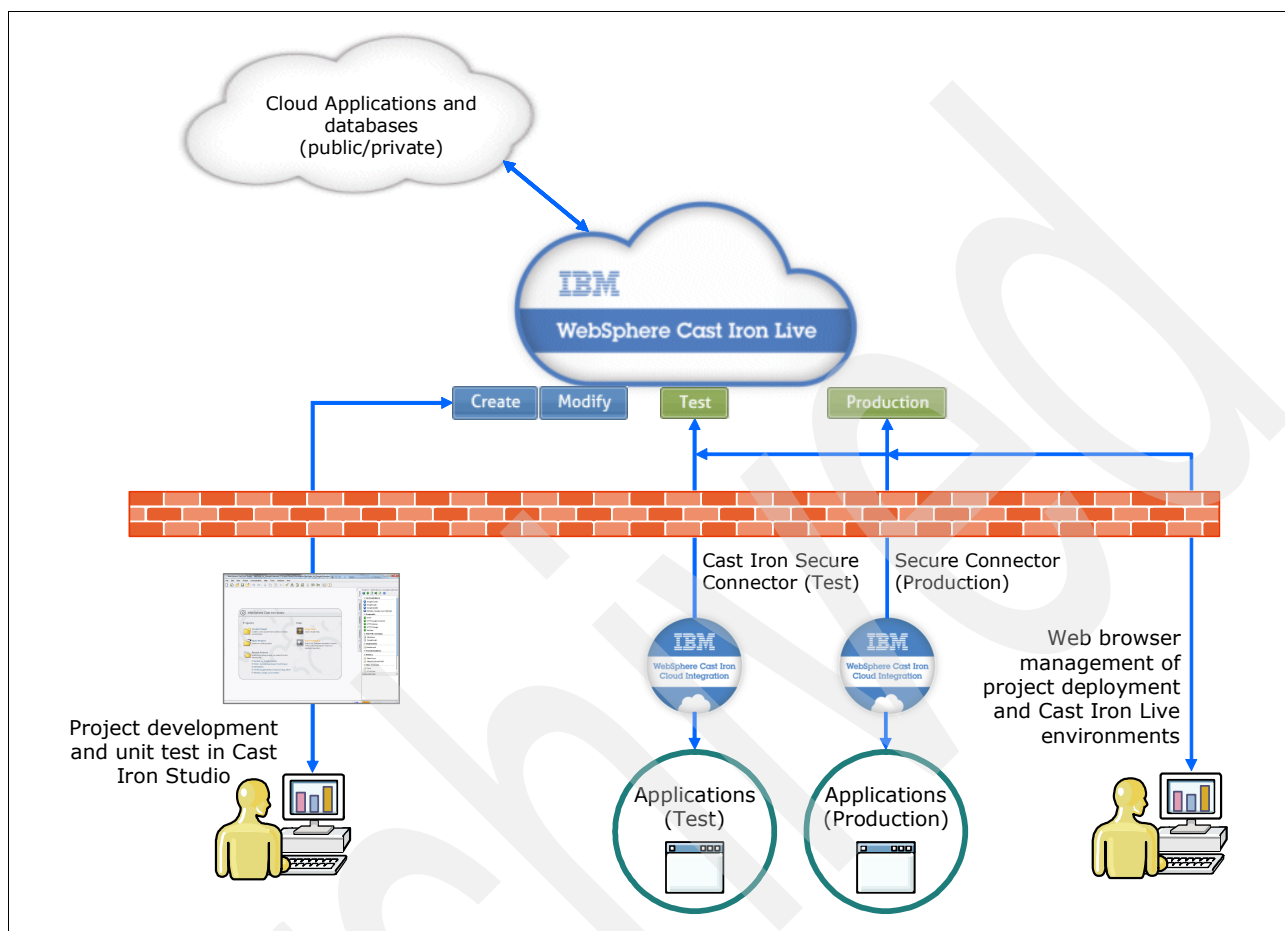 Cloud Applications and
databases
(public/private)
IBM
WebSphere Cast Iron Live
Create
Modify
Test
Production
Cast Iron Secure
Connector (Test)
Secure Connector
(Production)
IBM
WebSphere Cast Iron
Cloud Integration
IBM
WebSphere Cast Iron
Cloud Integration
Project development
and unit test in Cast
Iron Studio
Web browser
management of
project deployment
and Cast Iron Live
environments
Applications
(Test)
Applications
(Production)